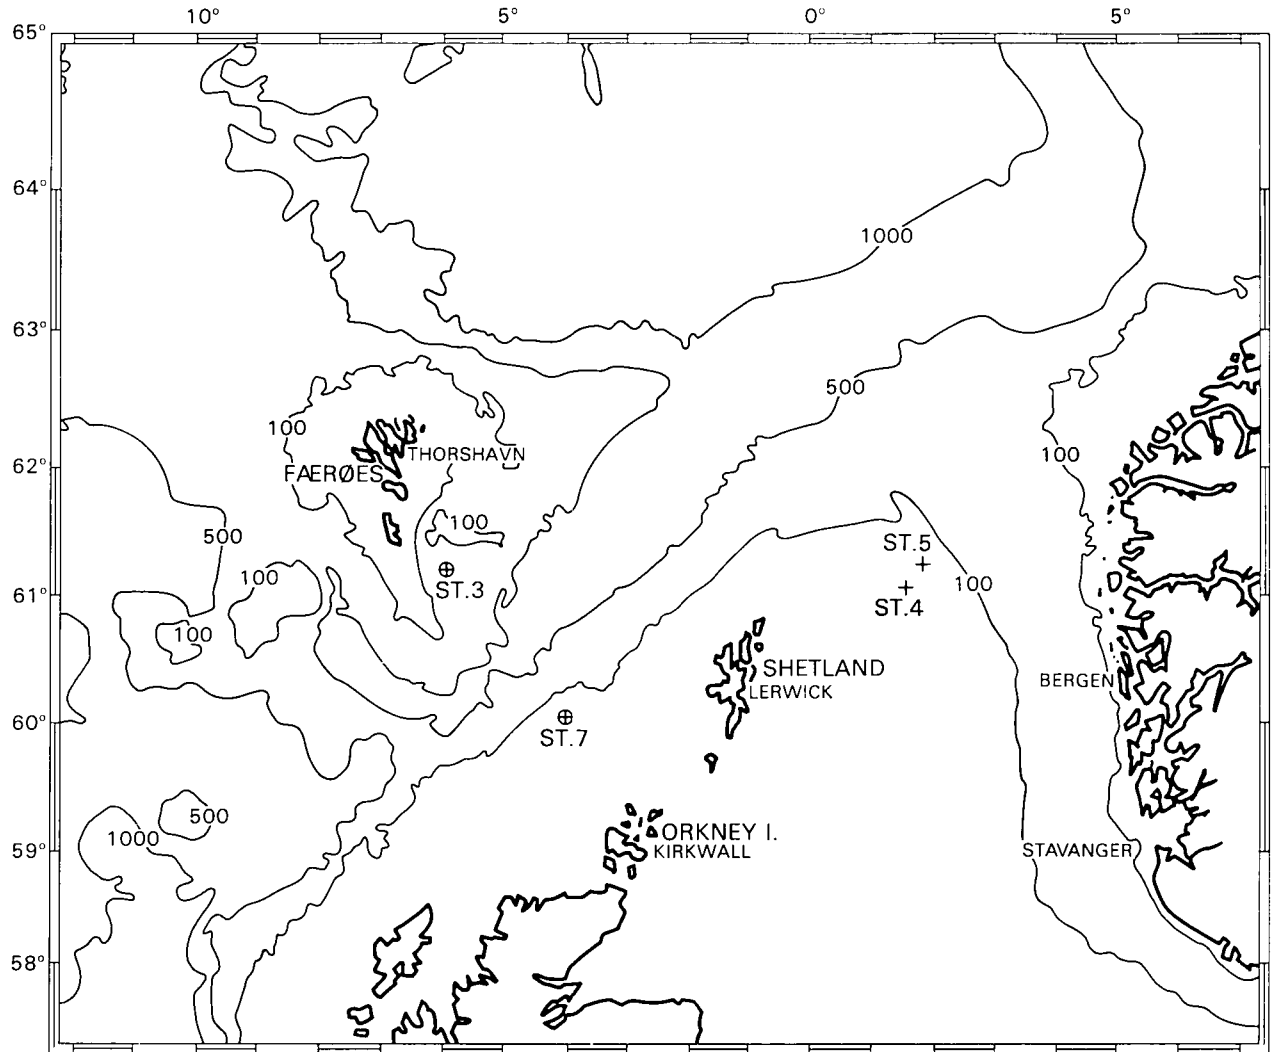 10° 5° 0° 5°
65°
64°
1000
63°
500
100
100
THORSHAVN
62°
FAERØES
100
500
ST.5
100
ST.3
100
61°
ST.4
100
SHETLAND
BERGEN
LERWICK
60°
ST.7
500
ORKNEY I.
1000
59°
KIRKWALL
STAVANGER
58°